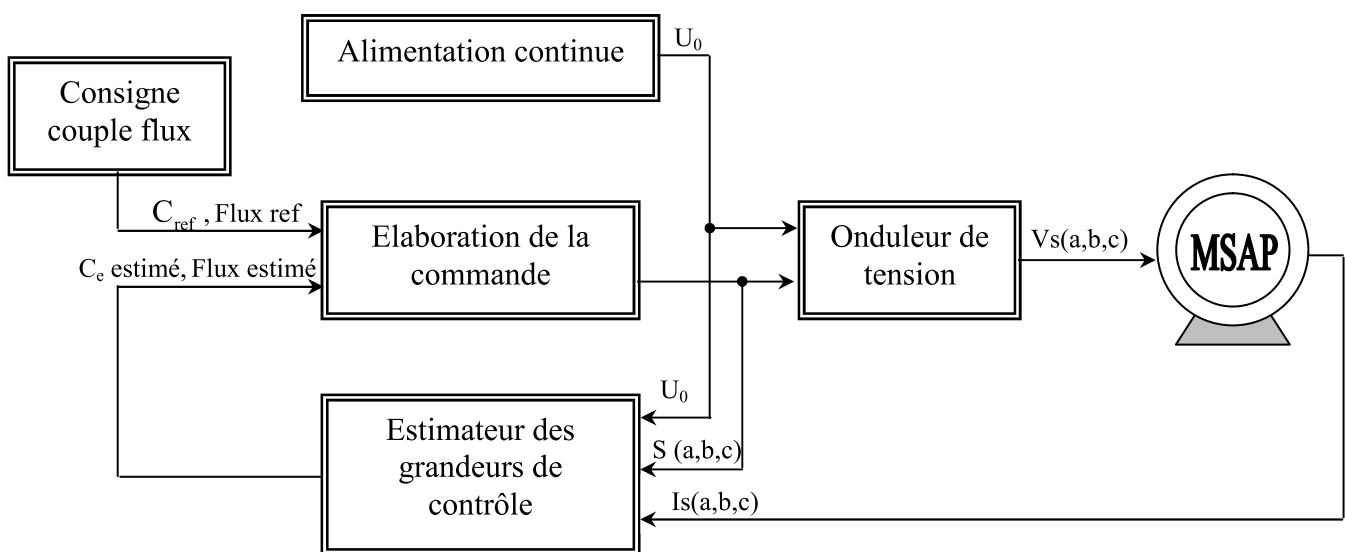 Alimentation continue
U₀
Consigne
couple flux
C_ref , Flux ref
Cₑ estimé, Flux estimé
Elaboration de la
commande
Onduleur de
tension
Vs(a,b,c)
MSAP
U₀
Estimateur des
grandeurs de
contrôle
S (a,b,c)
Is(a,b,c)